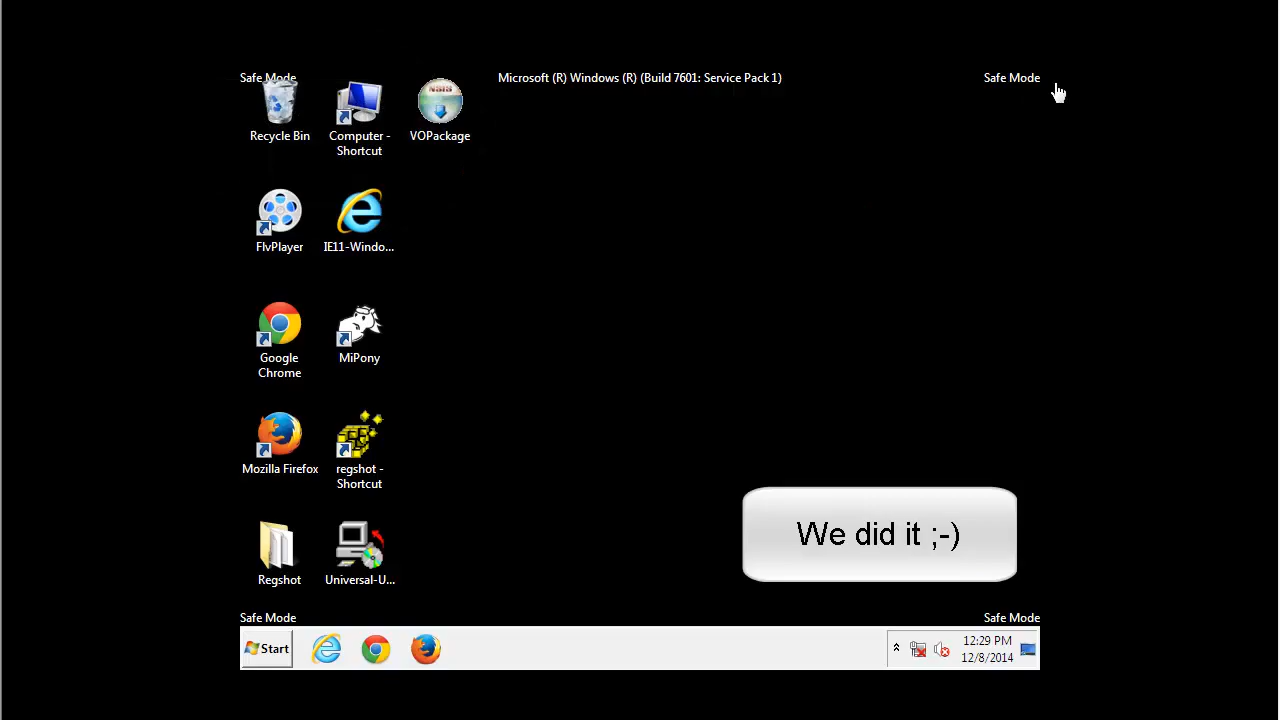 Safe Mode
Microsoft (R) Windows (R) (Build 7601: Service Pack 1)
Safe Mode
Recycle Bin
Computer -
Shortcut
VOPackage
FlvPlayer
IE11-Windo...
Google
Chrome
MiPony
Mozilla Firefox
regshot -
Shortcut
Regshot
Universal-U...
We did it ;-)
Safe Mode
Safe Mode
Start
12:29 PM
12/8/2014